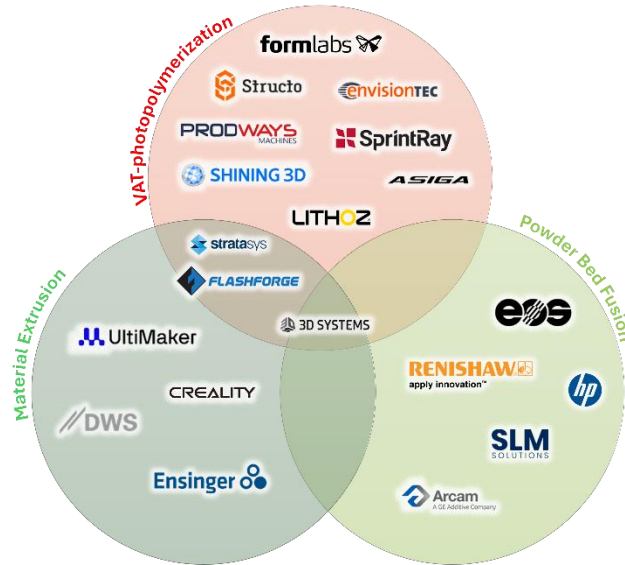 VAT-photopolymerization
formlabs
Structo
envisionTEC
PRODWAYS
MACHINES
SprintRay
SHINING 3D
ASIGA
LITHOZ
stratasys
FLASHFORGE
3D SYSTEMS
Material Extrusion
UltiMaker
CREALITY
DWS
Ensinger
Powder Bed Fusion
eos
RENISHAW
apply innovation™
hp
SLM
SOLUTIONS
Arcam
A GE Additive Company